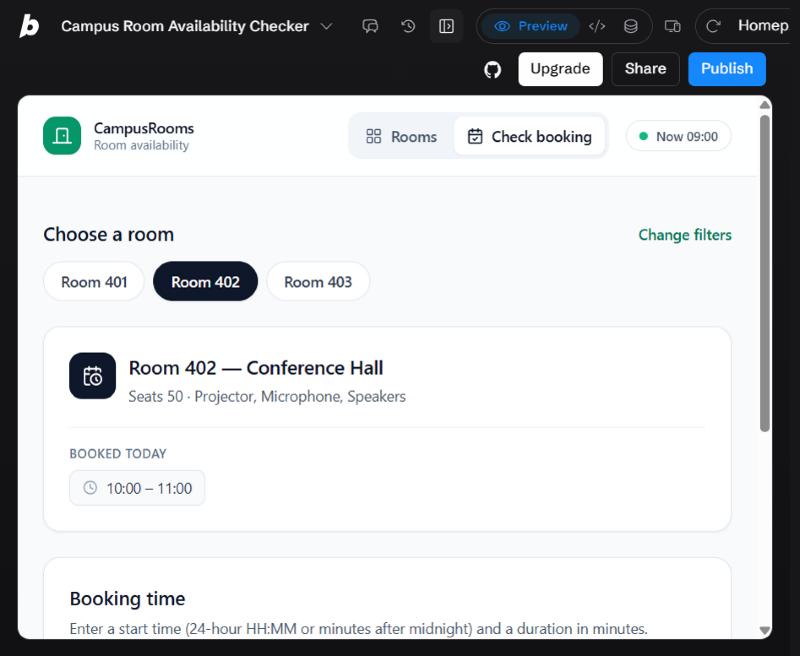 b Campus Room Availability Checker Preview Homep
Upgrade Share Publish
CampusRooms
Room availability
Rooms Check booking Now 09:00
Choose a room Change filters
Room 401 Room 402 Room 403
Room 402 — Conference Hall
Seats 50 · Projector, Microphone, Speakers
BOOKED TODAY
10:00 – 11:00
Booking time
Enter a start time (24-hour HH:MM or minutes after midnight) and a duration in minutes.